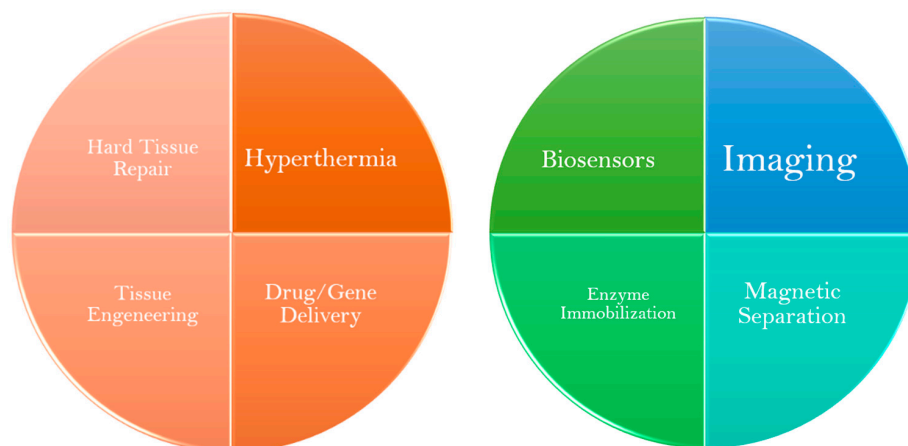 Hard Tissue
Repair
Hyperthermia
Tissue
Engeneering
Drug/Gene
Delivery
Biosensors
Imaging
Enzyme
Immobilization
Magnetic
Separation